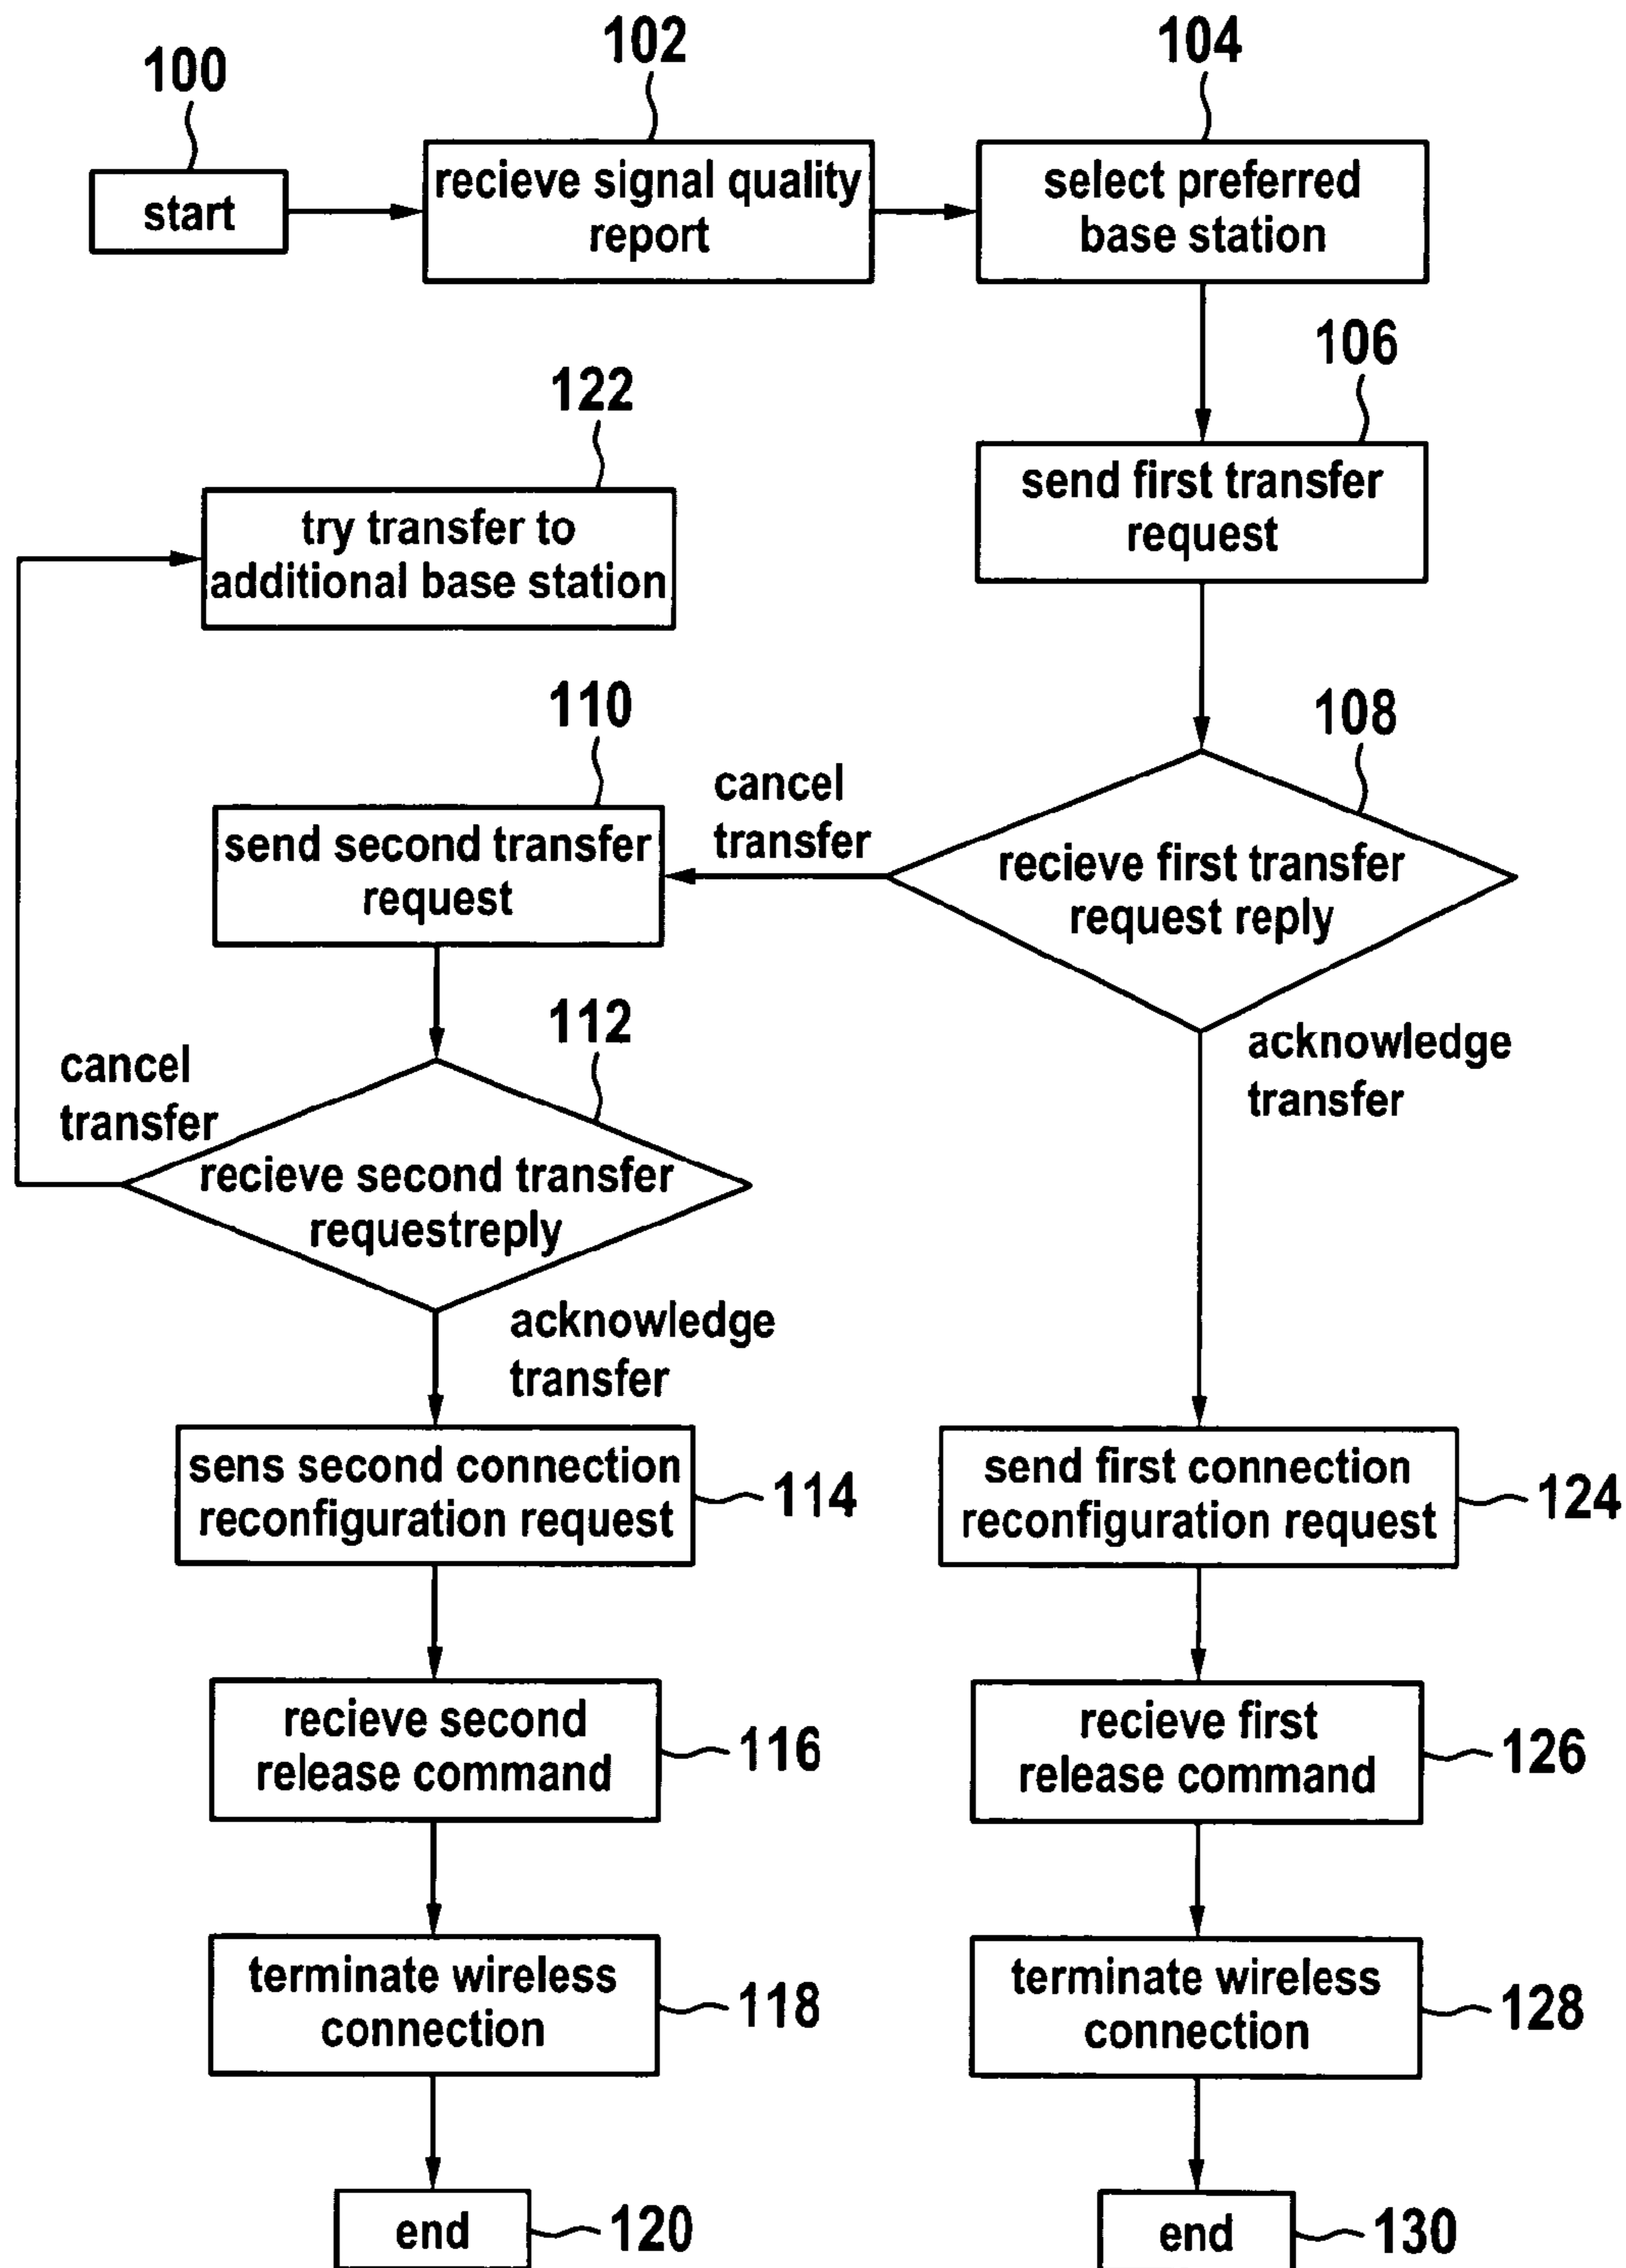 100
102
104
start
recieve signal quality
report
select preferred
base station
106
122
send first transfer
request
try transfer to
additional base station
110
108
cancel
transfer
send second transfer
request
recieve first transfer
request reply
112
acknowledge
transfer
cancel
transfer
recieve second transfer
requestreply
acknowledge
transfer
sens second connection
reconfiguration request
114
send first connection
reconfiguration request
124
recieve second
release command
116
recieve first
release command
126
terminate wireless
connection
118
terminate wireless
connection
128
end
120
end
130